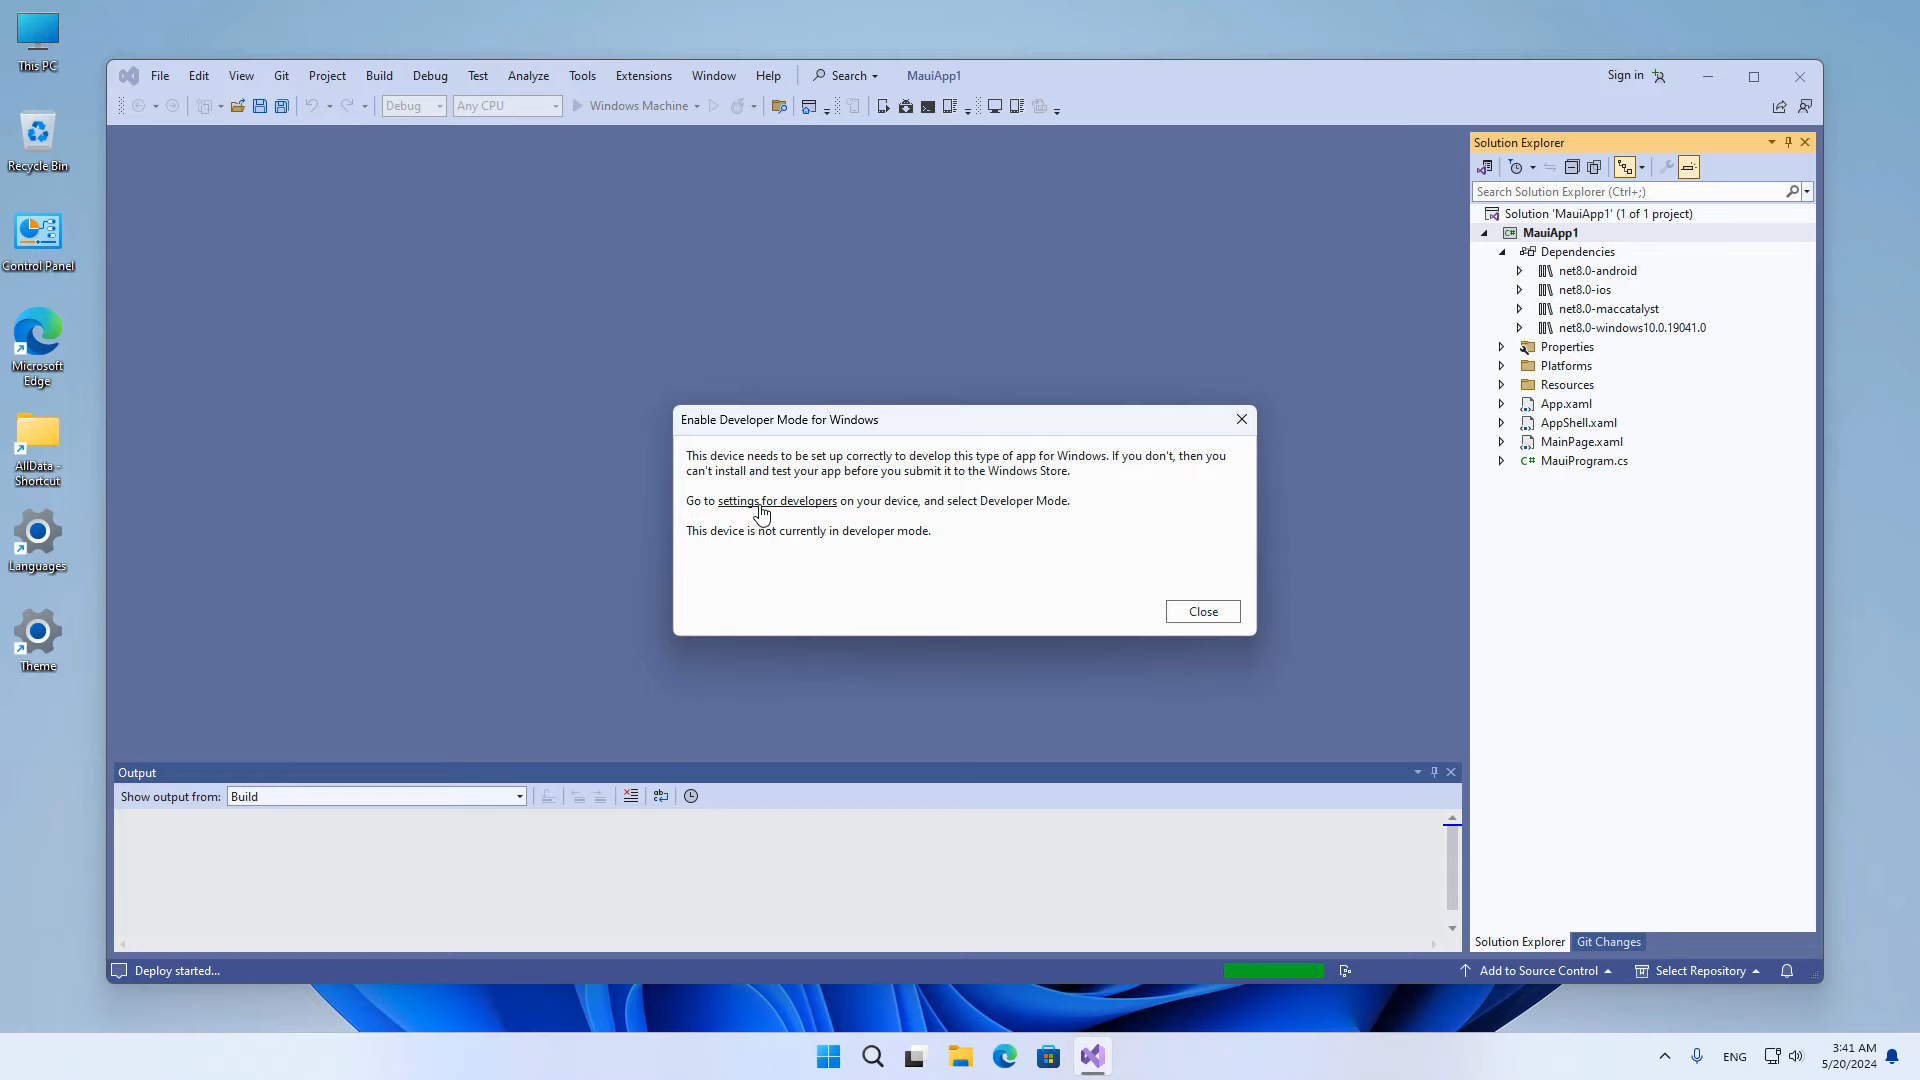 This PC
Recycle Bin
Control Panel
Microsoft
Edge
AllData -
Shortcut
Languages
Theme
File Edit View Git Project Build Debug Test Analyze Tools Extensions Window Help Search MauiApp1 Sign in
Debug Any CPU Windows Machine
Solution Explorer
Search Solution Explorer (Ctrl+;)
Solution 'MauiApp1' (1 of 1 project)
C# MauiApp1
Dependencies
net8.0-android
net8.0-ios
net8.0-maccatalyst
net8.0-windows10.0.19041.0
Properties
Platforms
Resources
App.xaml
AppShell.xaml
MainPage.xaml
C# MauiProgram.cs
Enable Developer Mode for Windows
This device needs to be set up correctly to develop this type of app for Windows. If you don't, then you
can't install and test your app before you submit it to the Windows Store.
Go to settings for developers on your device, and select Developer Mode.
This device is not currently in developer mode.
Close
Output
Show output from: Build
Solution Explorer Git Changes
Deploy started... Add to Source Control Select Repository
ENG 3:41 AM
5/20/2024